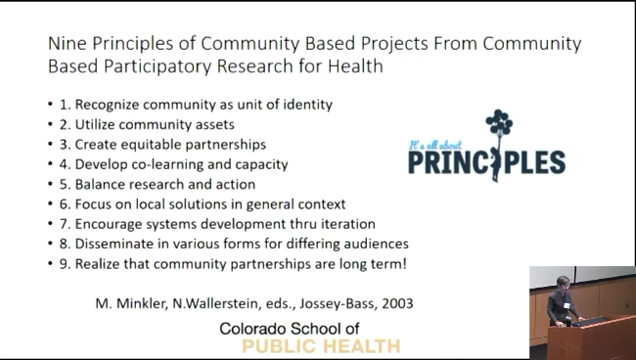 Nine Principles of Community Based Projects From Community
Based Participatory Research for Health
• 1. Recognize community as unit of identity
• 2. Utilize community assets
• 3. Create equitable partnerships
• 4. Develop co-learning and capacity
• 5. Balance research and action
• 6. Focus on local solutions in general context
• 7. Encourage systems development thru iteration
• 8. Disseminate in various forms for differing audiences
• 9. Realize that community partnerships are long term!
It's all about
PRINCIPLES
M. Minkler, N.Wallerstein, eds., Jossey-Bass, 2003
Colorado School of
PUBLIC HEALTH